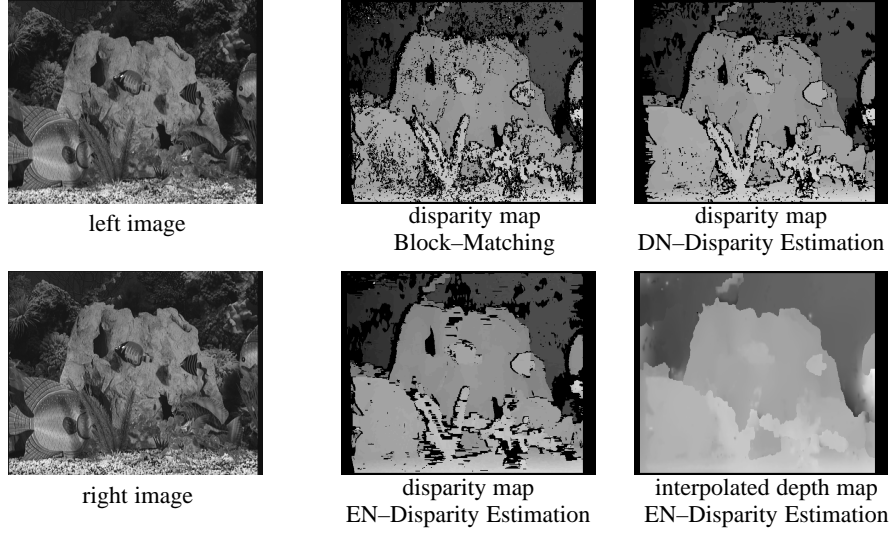 left image
disparity map
Block–Matching
disparity map
DN–Disparity Estimation
right image
disparity map
EN–Disparity Estimation
interpolated depth map
EN–Disparity Estimation